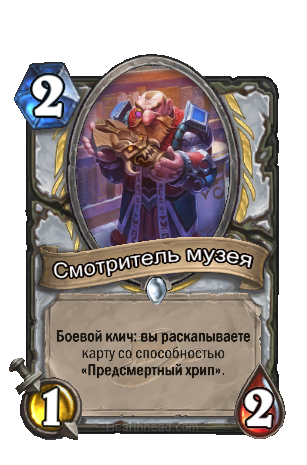 2
Смотритель музея
Боевой клич: вы раскапываете
карту со способностью
«Предсмертный хрип».
1
2